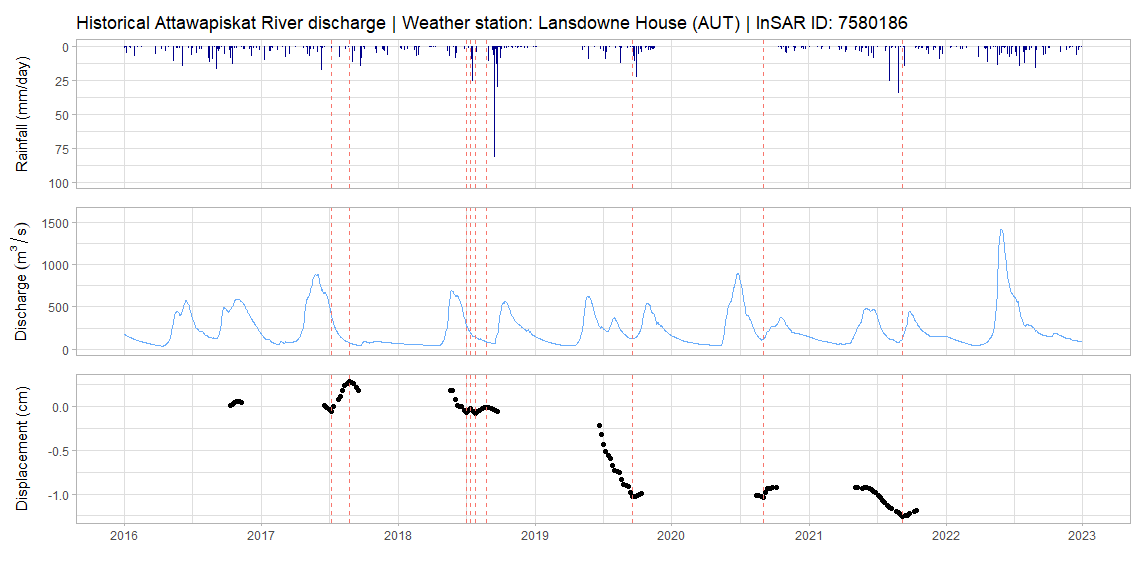 Historical Attawapiskat River discharge | Weather station: Lansdowne House (AUT) | InSAR ID: 7580186
Rainfall (mm/day)
0
25
50
75
100
Discharge (m³ / s)
1500
1000
500
0
Displacement (cm)
0.0
-0.5
-1.0
2016 2017 2018 2019 2020 2021 2022 2023